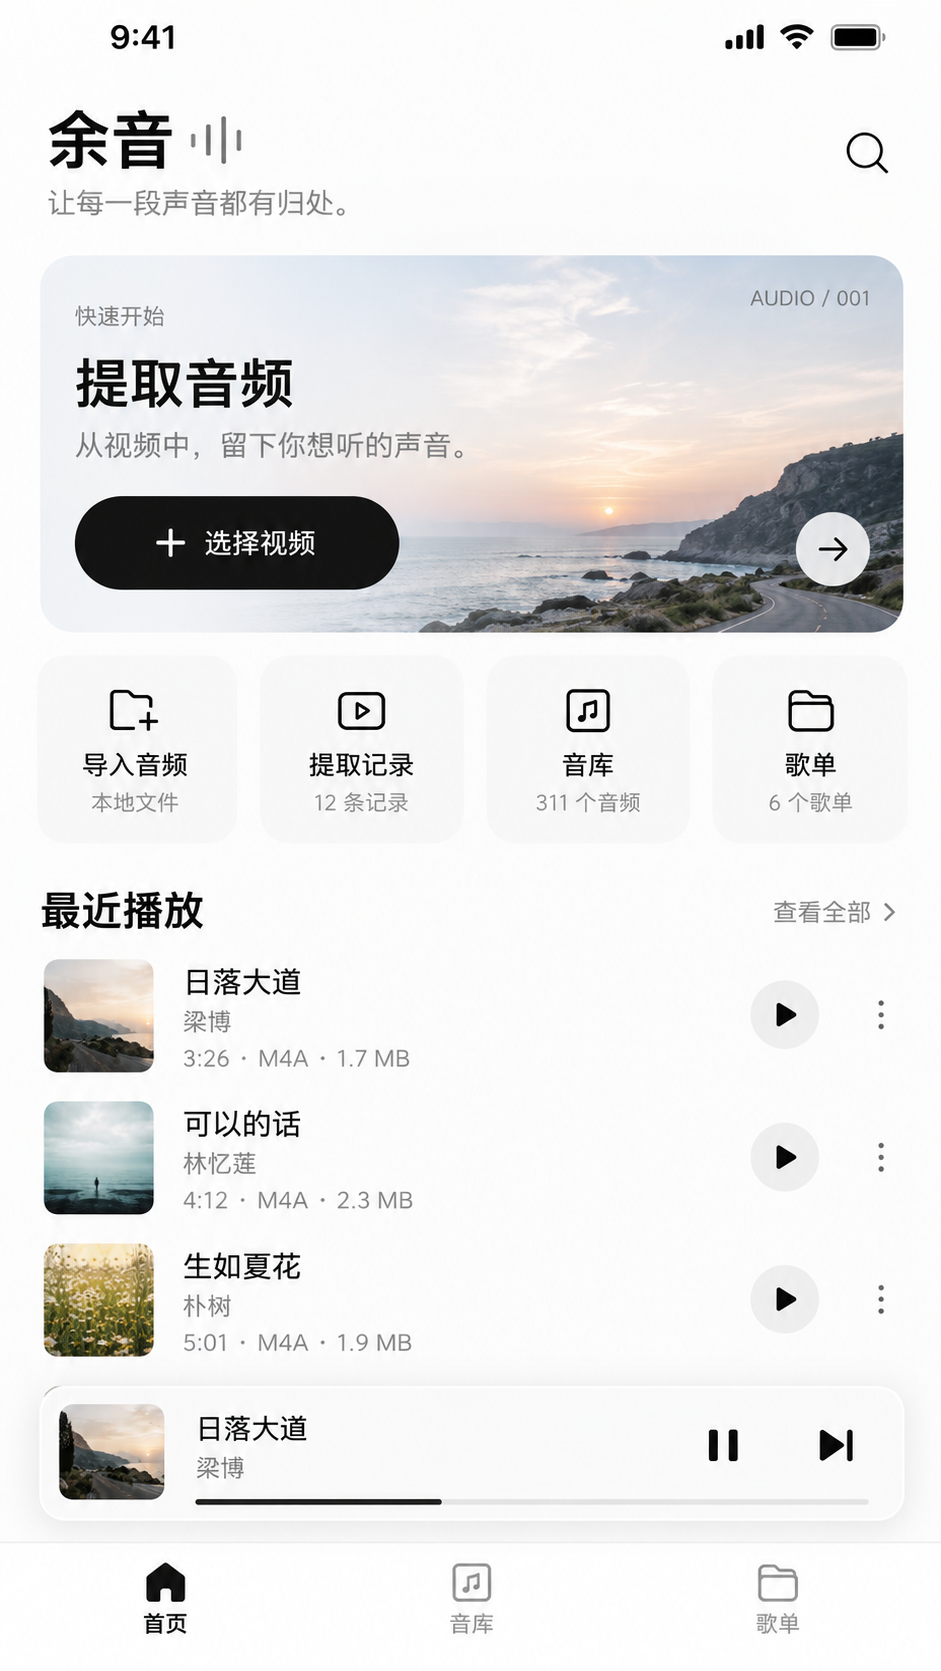 9:41
余音
让每一段声音都有归处。
快速开始
AUDIO / 001
提取音频
从视频中，留下你想听的声音。
选择视频
导入音频
本地文件
提取记录
12 条记录
音库
311 个音频
歌单
6 个歌单
最近播放
查看全部
日落大道
梁博
3:26 · M4A · 1.7 MB
可以的话
林忆莲
4:12 · M4A · 2.3 MB
生如夏花
朴树
5:01 · M4A · 1.9 MB
日落大道
梁博
首页
音库
歌单